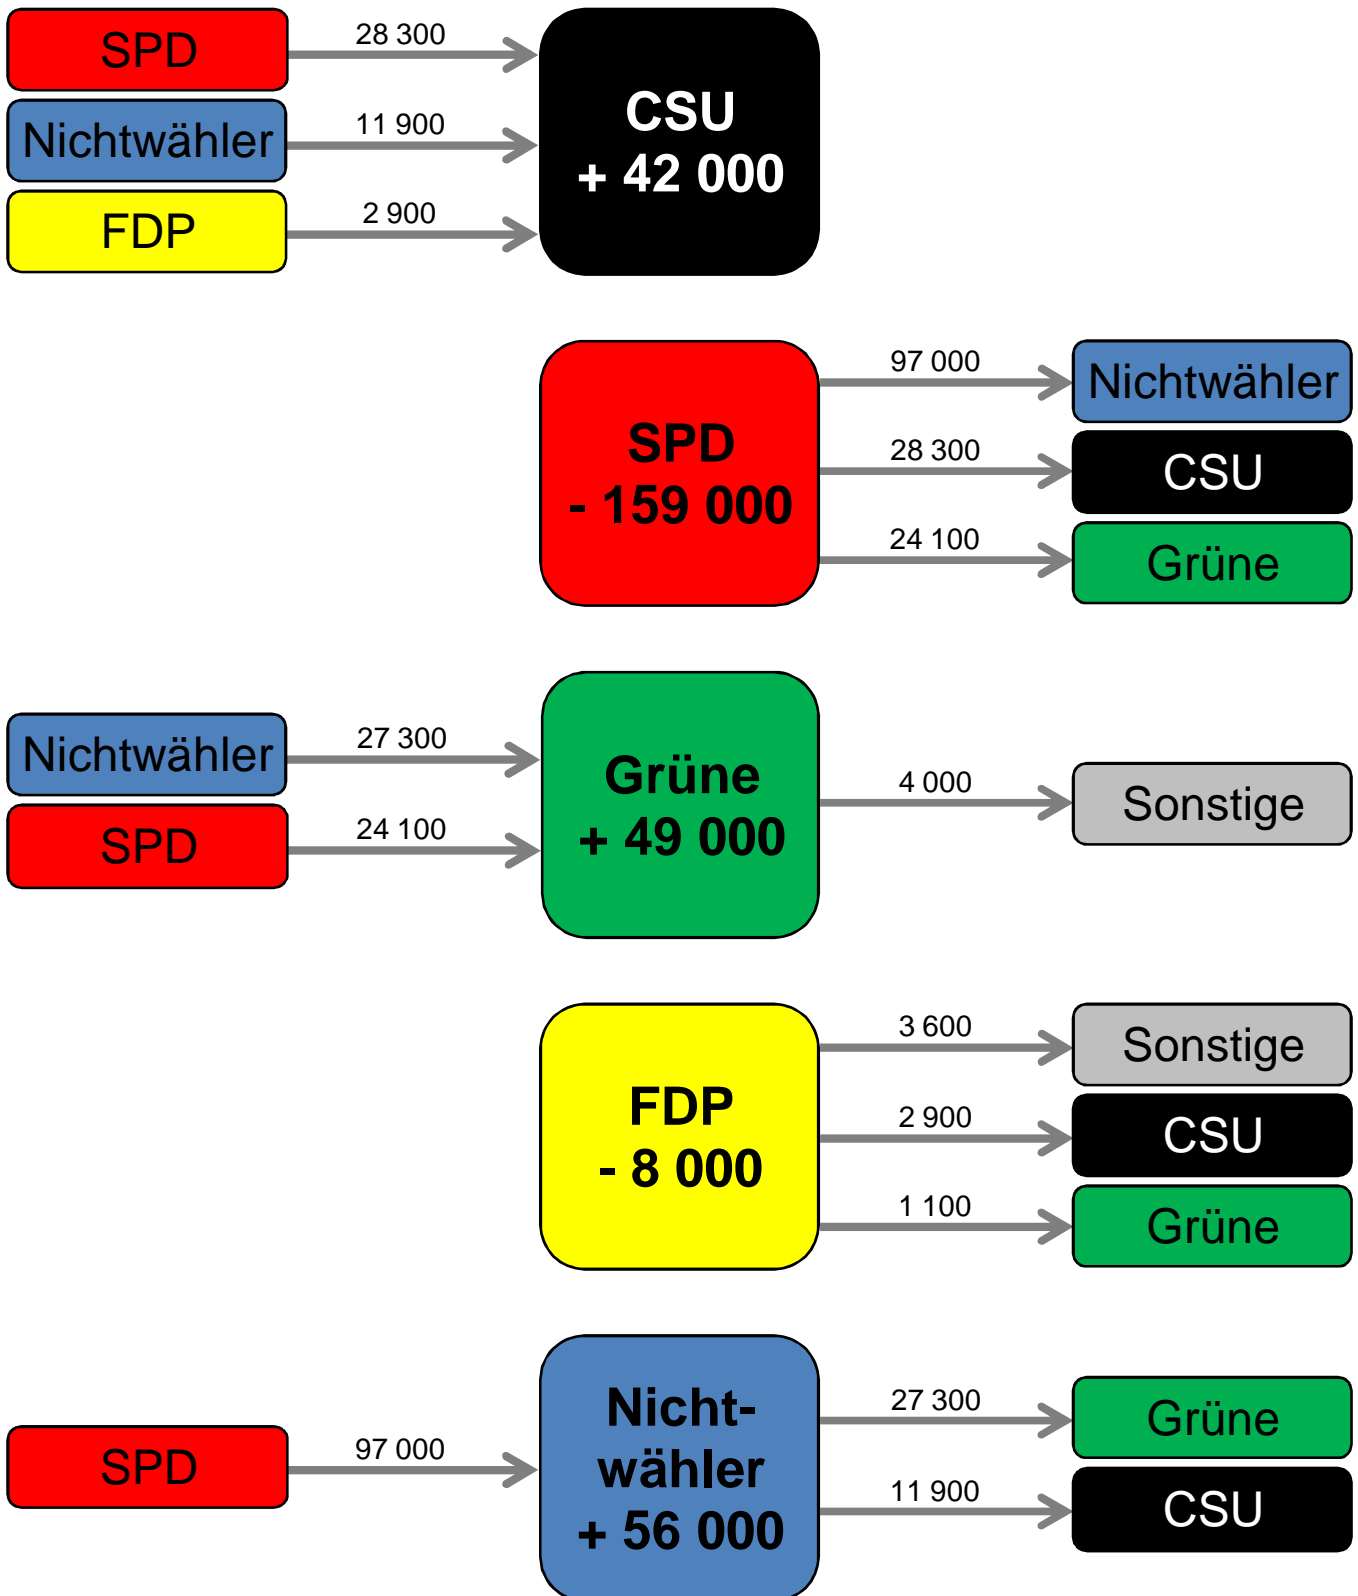 SPD
28 300
Nichtwähler
11 900
FDP
2 900
CSU
+ 42 000
SPD
- 159 000
97 000
Nichtwähler
28 300
CSU
24 100
Grüne
Nichtwähler
27 300
SPD
24 100
Grüne
+ 49 000
4 000
Sonstige
FDP
- 8 000
3 600
Sonstige
2 900
CSU
1 100
Grüne
SPD
97 000
Nicht-
wähler
+ 56 000
27 300
Grüne
11 900
CSU